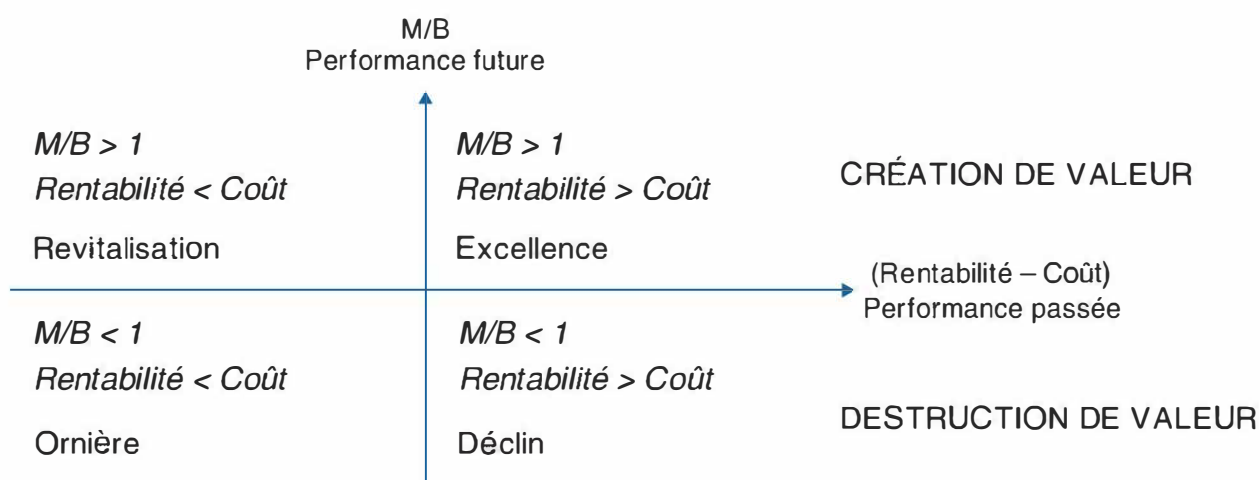 M/B
Performance future
M/B > 1
Rentabilité < Coût
Revitalisation
M/B > 1
Rentabilité > Coût
Excellence
CRÉATION DE VALEUR
(Rentabilité – Coût)
Performance passée
M/B < 1
Rentabilité < Coût
Ornière
M/B < 1
Rentabilité > Coût
Déclin
DESTRUCTION DE VALEUR